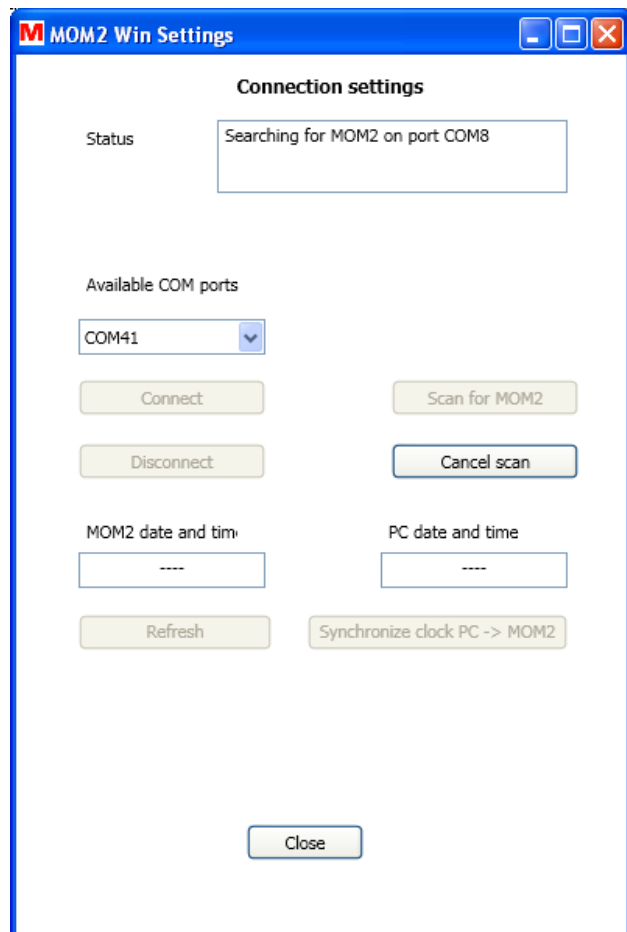 M MOM2 Win Settings
Connection settings
Status
Searching for MOM2 on port COM8
Available COM ports
COM41
Connect
Scan for MOM2
Disconnect
Cancel scan
MOM2 date and tim
PC date and time
----
----
Refresh
Synchronize clock PC -> MOM2
Close